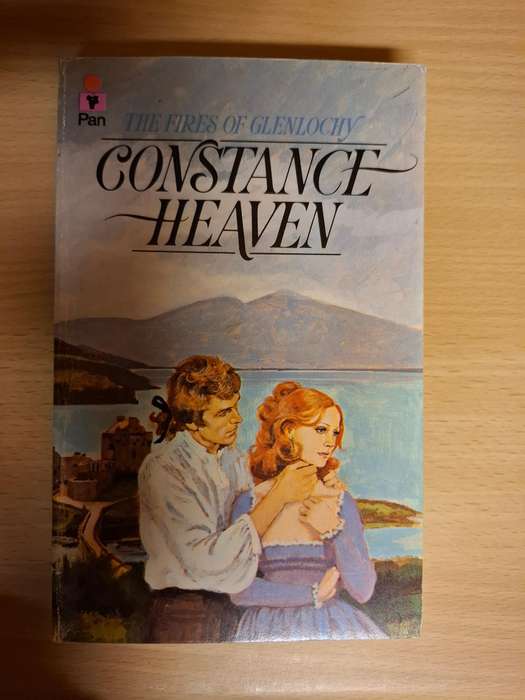 Pan
THE FIRES OF GLENLOCHY
CONSTANCE
HEAVEN